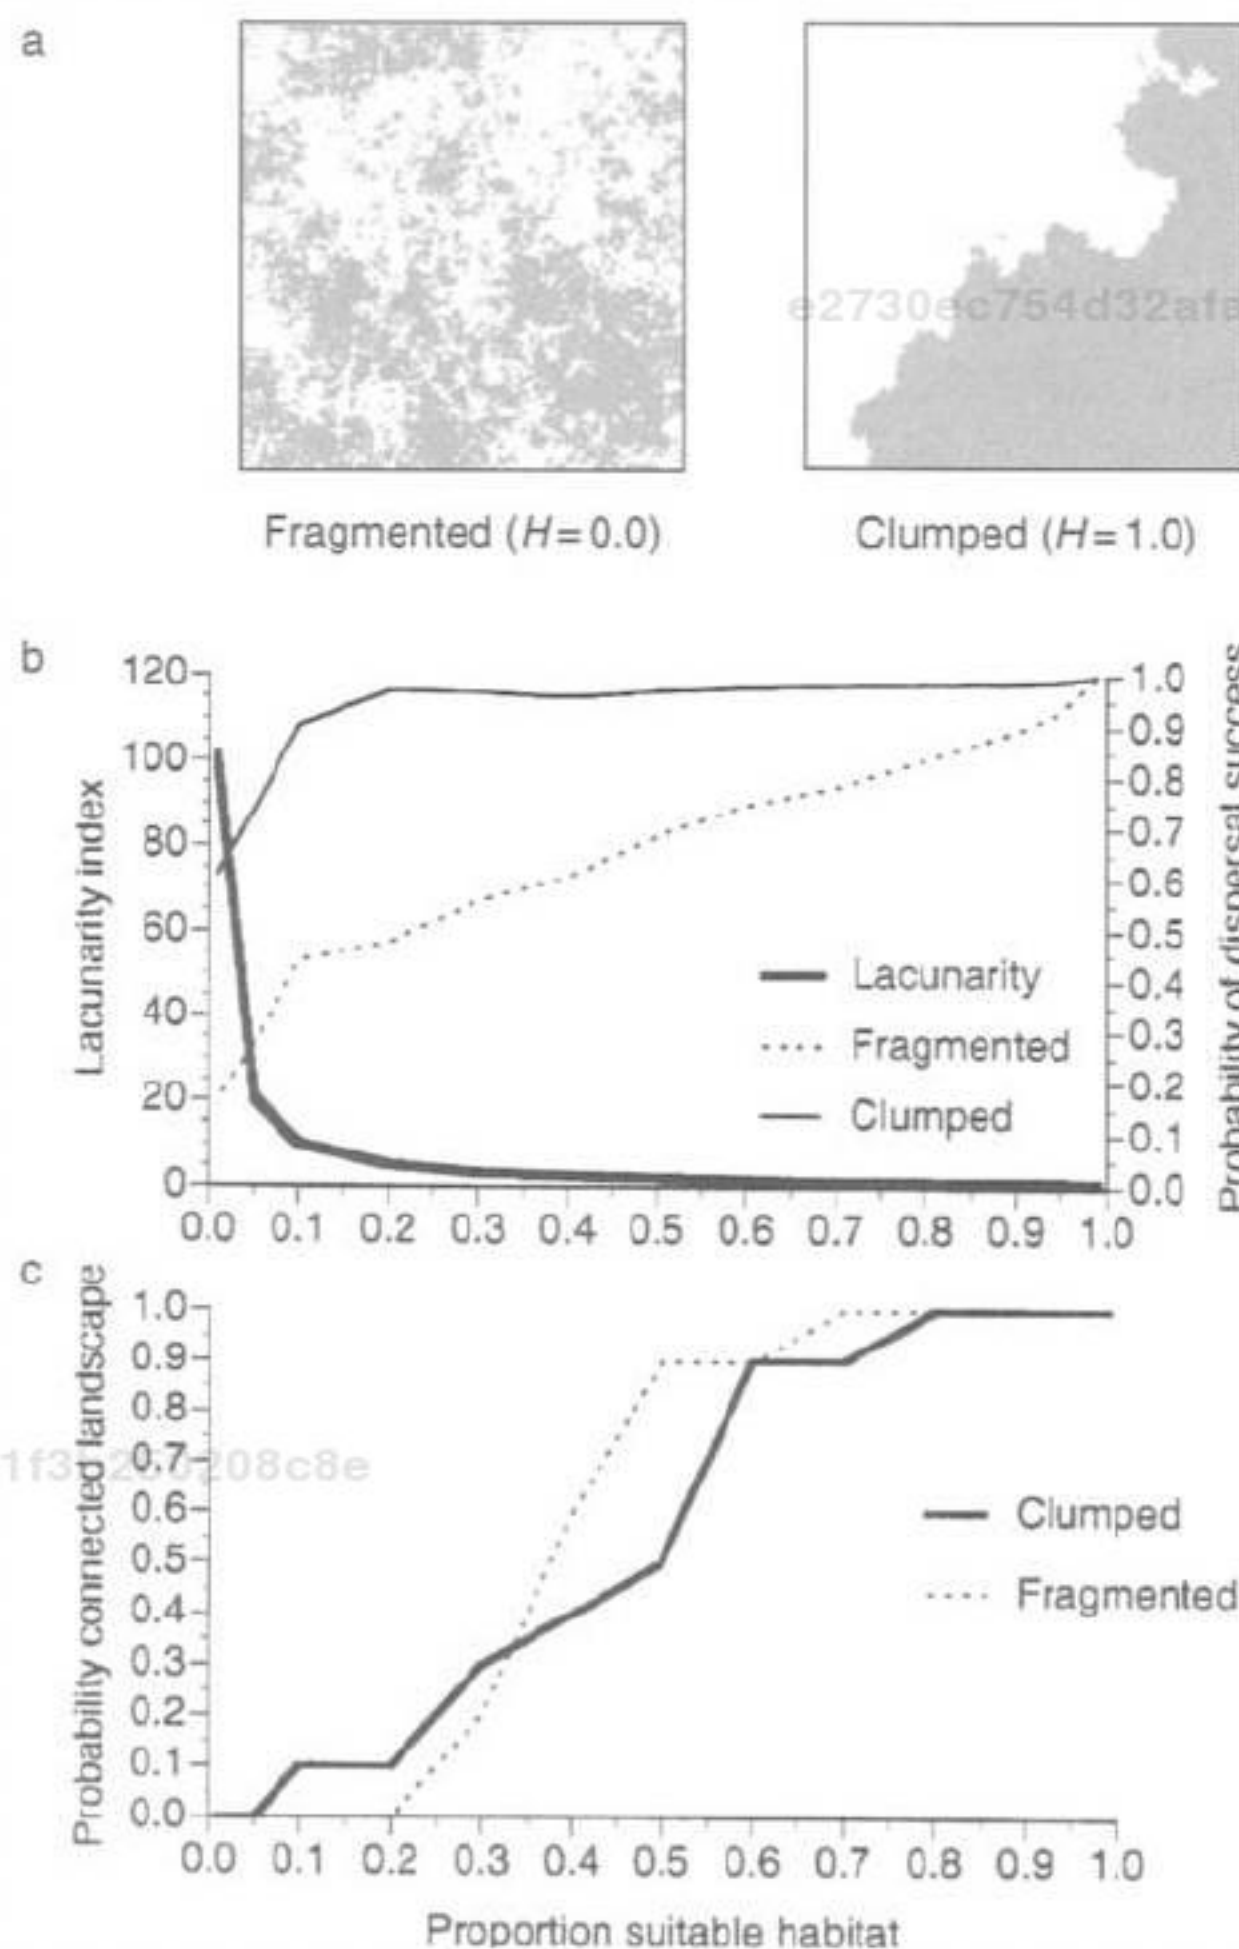 a
e2730ec754d32afa
Fragmented (H=0.0)
Clumped (H=1.0)
b
Lacunarity index
120
100
80
60
40
20
0
1.0
0.9
0.8
0.7
0.6
0.5
0.4
0.3
0.2
0.1
0.0
Probability of dispersal success
Lacunarity
Fragmented
Clumped
0.0 0.1 0.2 0.3 0.4 0.5 0.6 0.7 0.8 0.9 1.0
c
Probability connected landscape
1.0
0.9
0.8
0.7
0.6
0.5
0.4
0.3
0.2
0.1
0.0
Clumped
Fragmented
0.0 0.1 0.2 0.3 0.4 0.5 0.6 0.7 0.8 0.9 1.0
Proportion suitable habitat